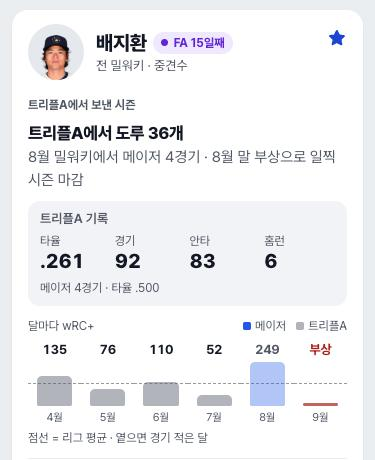 배지환 FA 15일째
전 밀워키 · 중견수
트리플A에서 보낸 시즌
트리플A에서 도루 36개
8월 밀워키에서 메이저 4경기 · 8월 말 부상으로 일찍
시즌 마감
트리플A 기록
타율 경기 안타 홈런
.261 92 83 6
메이저 4경기 · 타율 .500
달마다 wRC+ 메이저 트리플A
135 76 110 52 249 부상
4월 5월 6월 7월 8월 9월
점선 = 리그 평균 · 옅으면 경기 적은 달